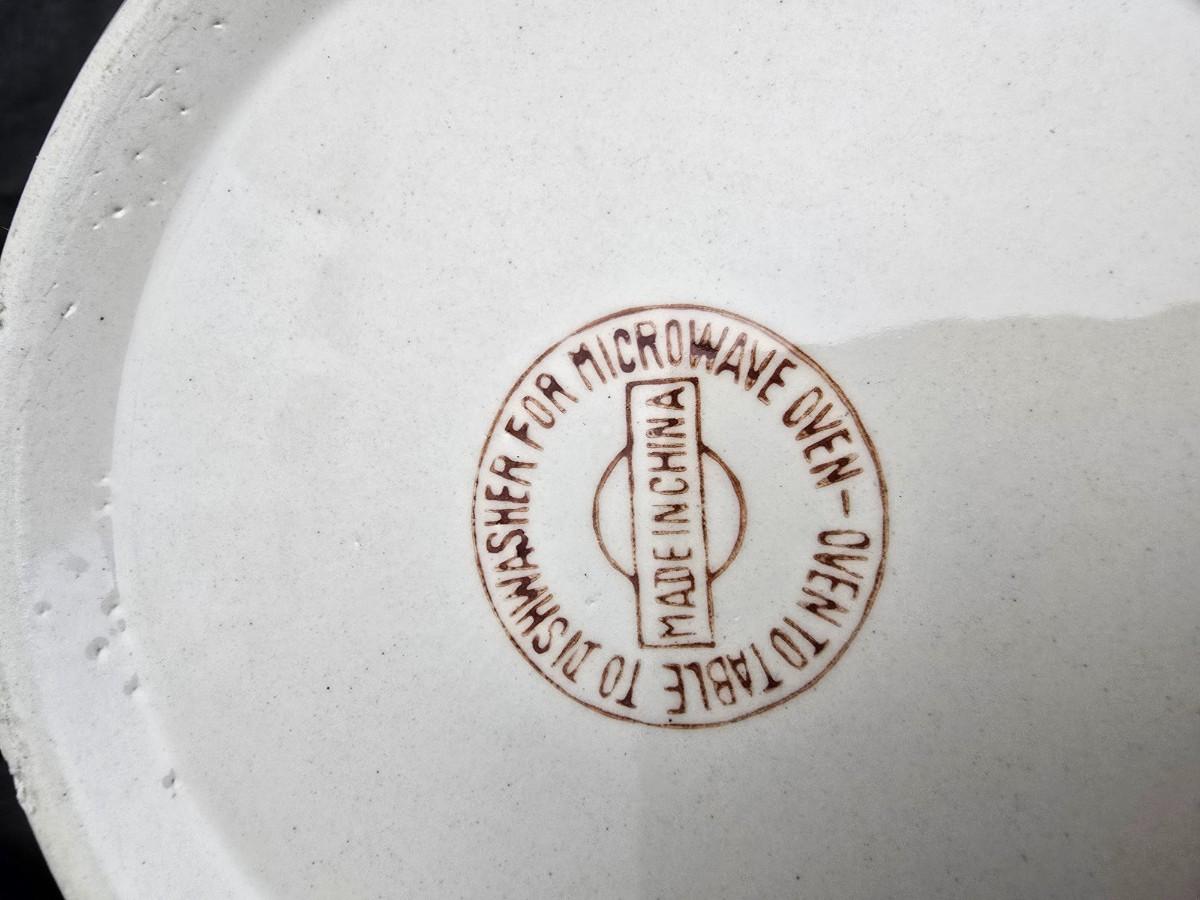 FOR MICROWAVE OVEN - OVEN TO TABLE TO DISHWASHER
MADE IN CHINA